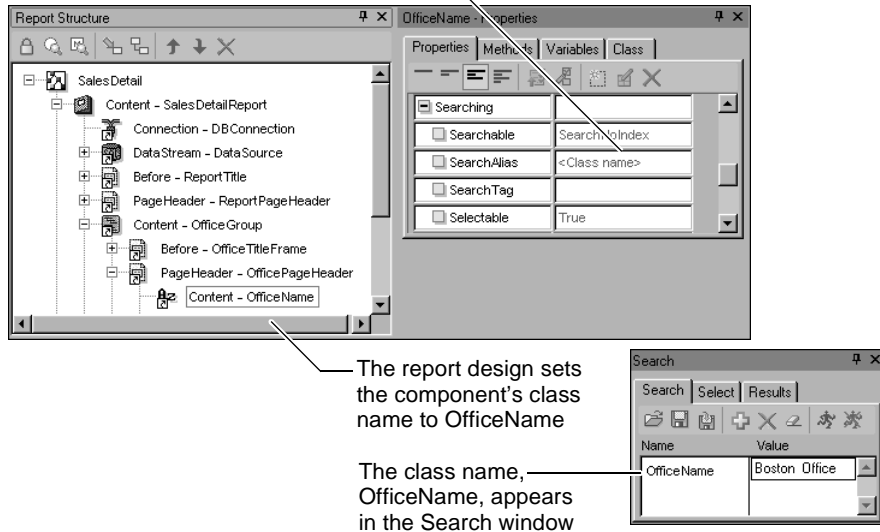 Report Structure
SalesDetail
Content - SalesDetailReport
Connection - DBConnection
DataStream - DataSource
Before - ReportTitle
PageHeader - ReportPageHeader
Content - OfficeGroup
Before - OfficeTitleFrame
PageHeader - OfficePageHeader
Content - OfficeName
OfficeName - Properties
Properties Methods Variables Class
Searching
Searchable SearchNoIndex
SearchAlias <Class name>
SearchTag
Selectable True
The report design sets
the component's class
name to OfficeName
The class name,
OfficeName, appears
in the Search window
Search
Search Select Results
Name Value
OfficeName Boston Office